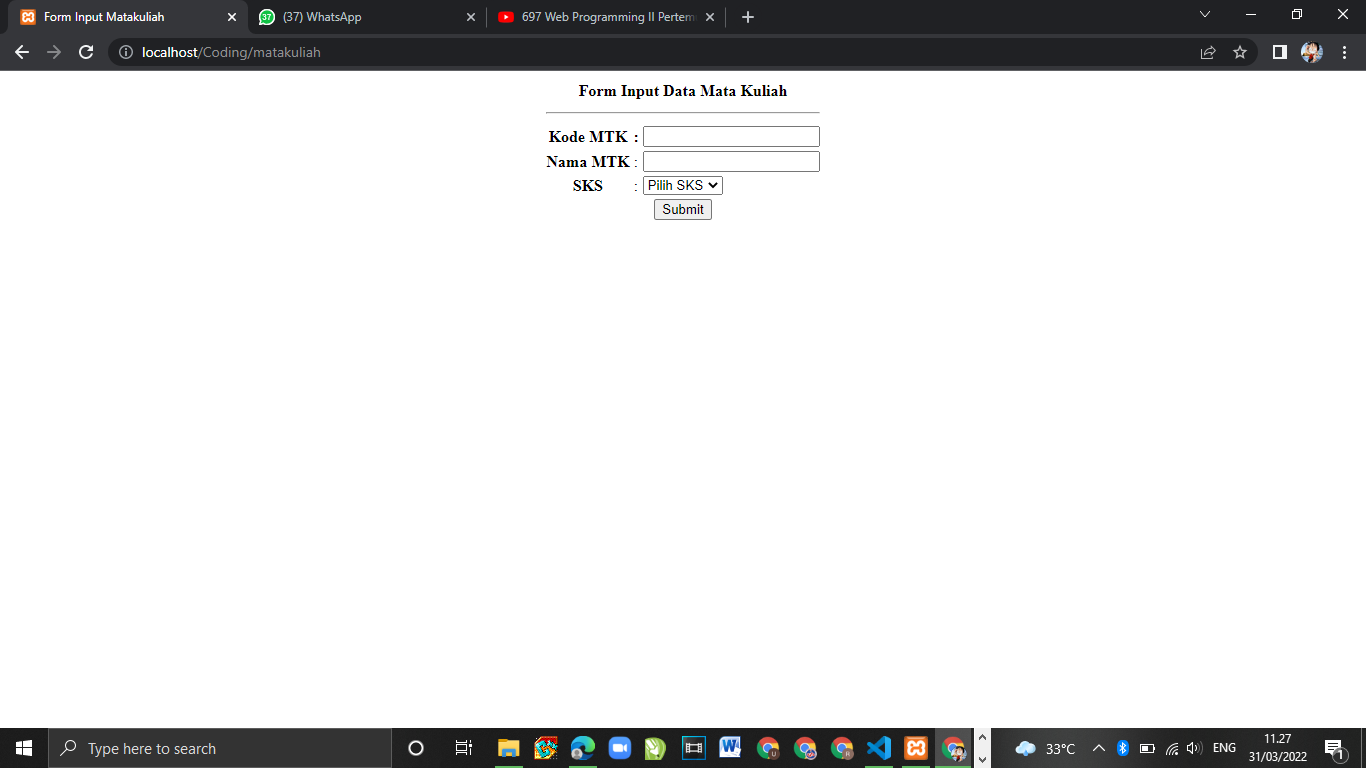 Form Input Matakuliah
(37) WhatsApp
697 Web Programming II Pertem
localhost/Coding/matakuliah
Form Input Data Mata Kuliah
Kode MTK :
Nama MTK :
SKS : Pilih SKS
Submit
Type here to search
33°C
ENG
11.27
31/03/2022
1